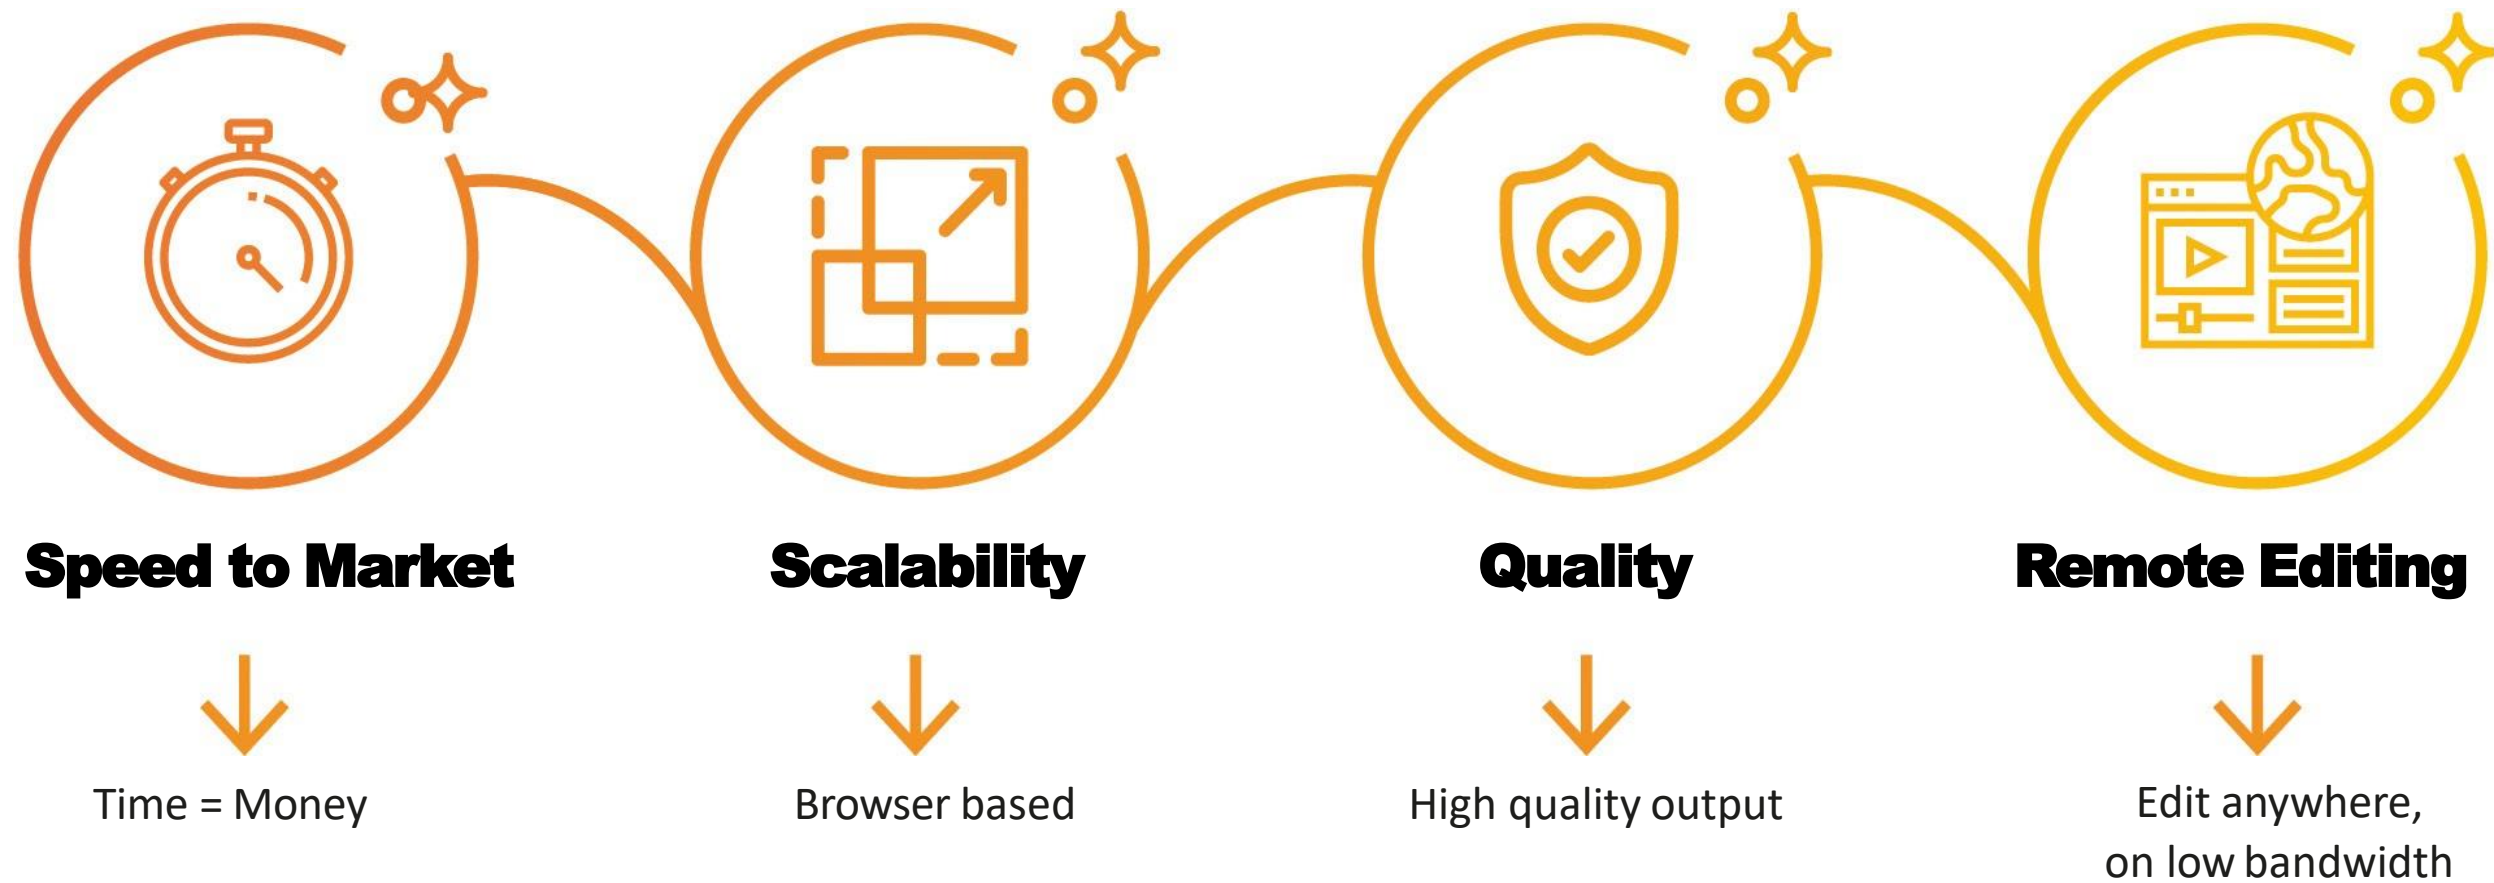 Speed to Market
Scalability
Quality
Remote Editing
Time = Money
Browser based
High quality output
Edit anywhere,
on low bandwidth